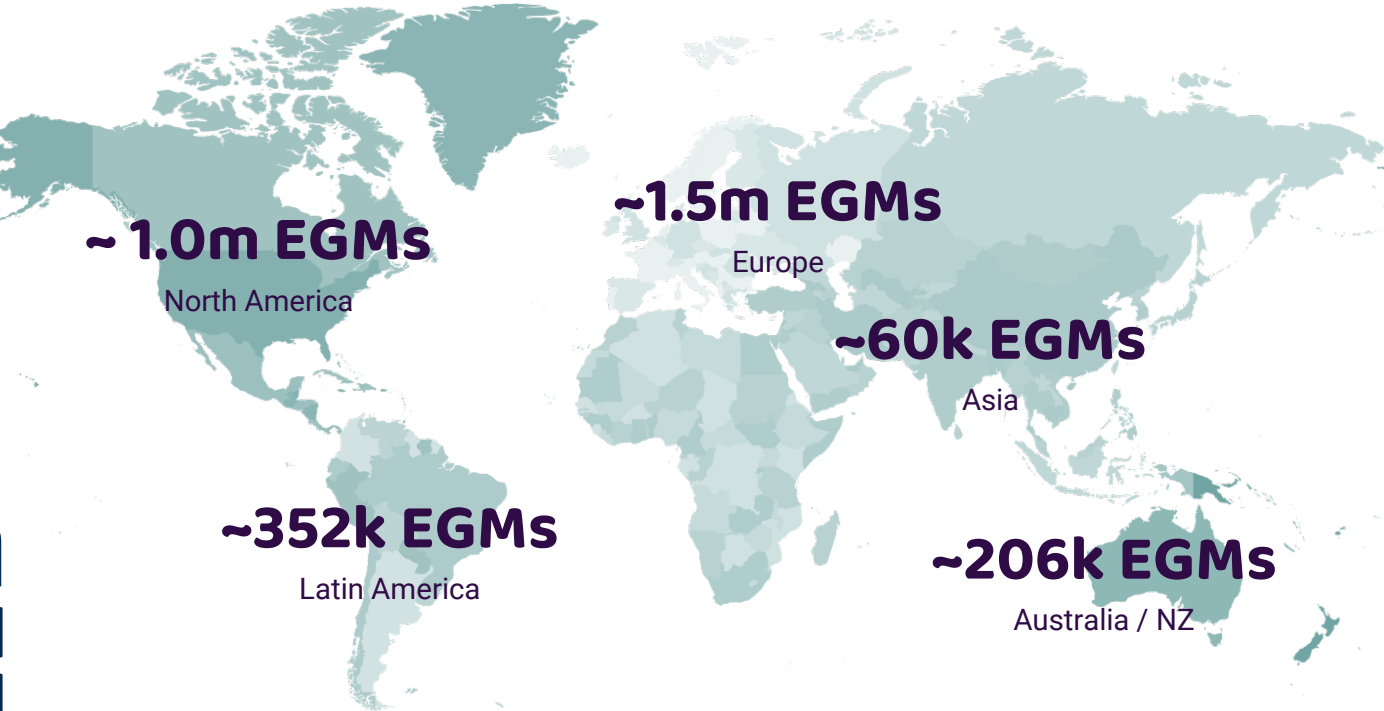 ~1.5m EGMs
Europe
~ 1.0m EGMs
North America
~60k EGMs
Asia
~352k EGMs
Latin America
~206k EGMs
Australia / NZ